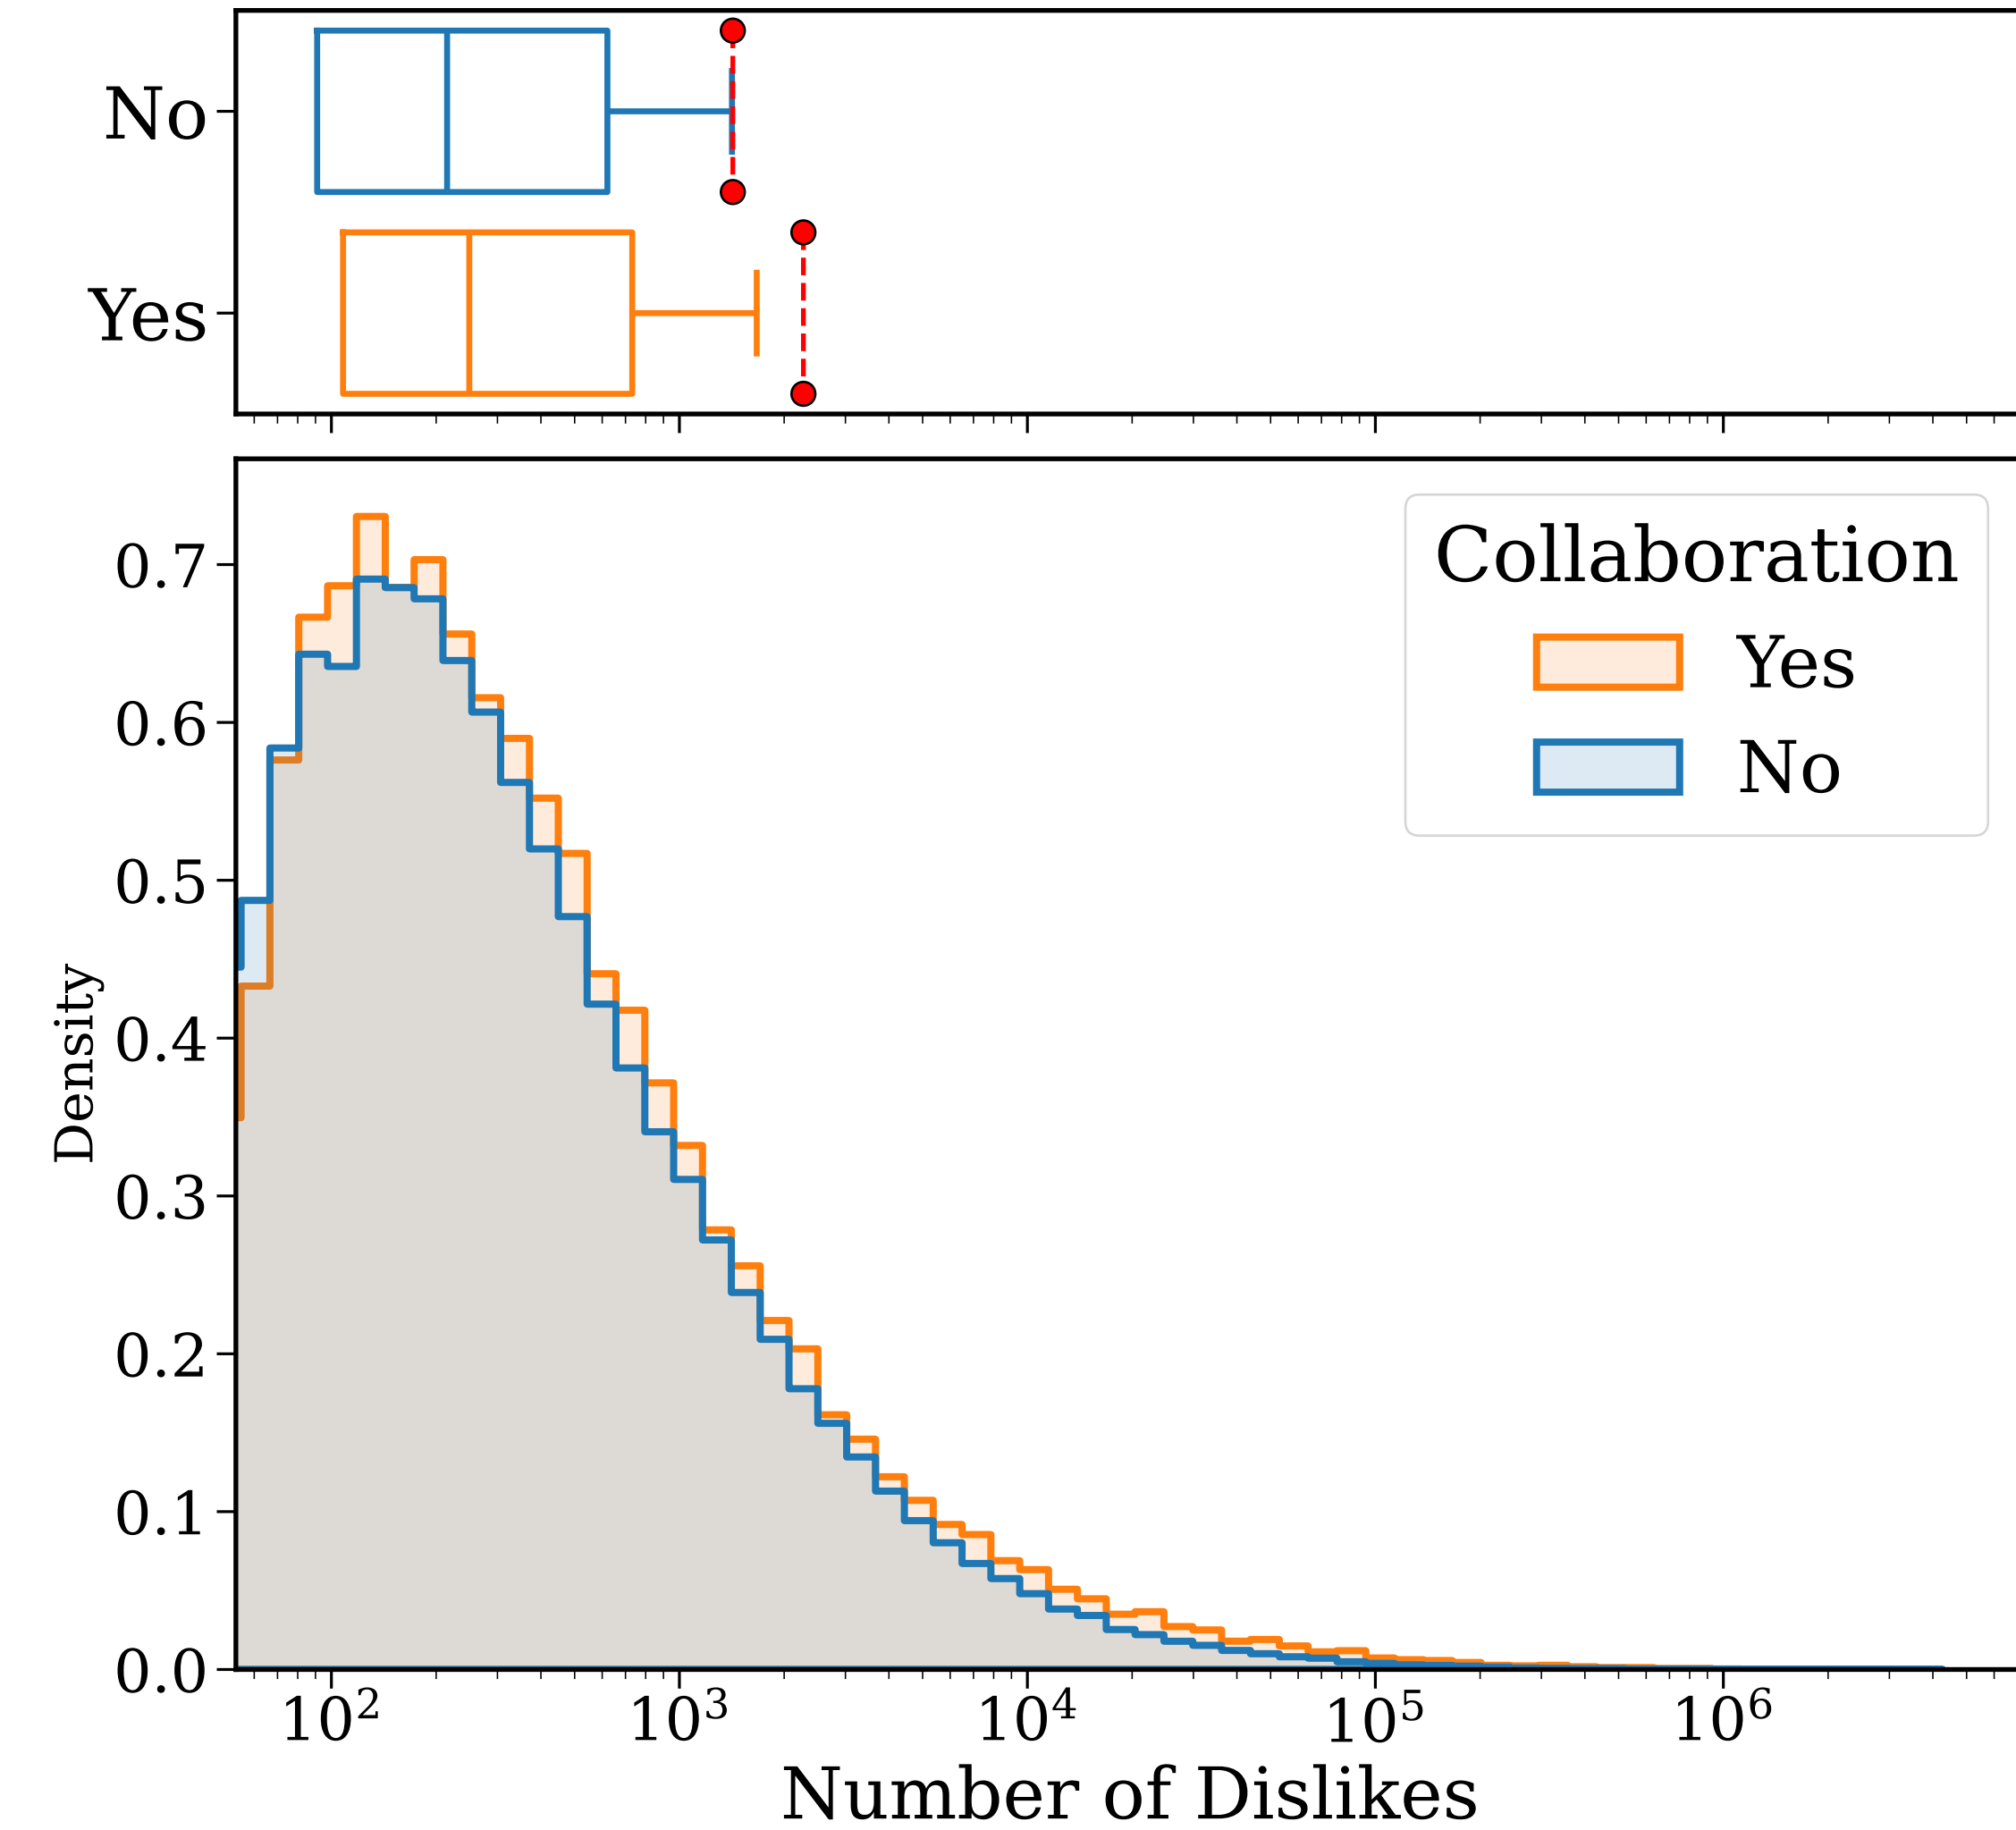 No
Yes
Collaboration
Yes
No
0.7
0.6
0.5
0.4
0.3
0.2
0.1
0.0
Density
10² 10³ 10⁴ 10⁵ 10⁶
Number of Dislikes